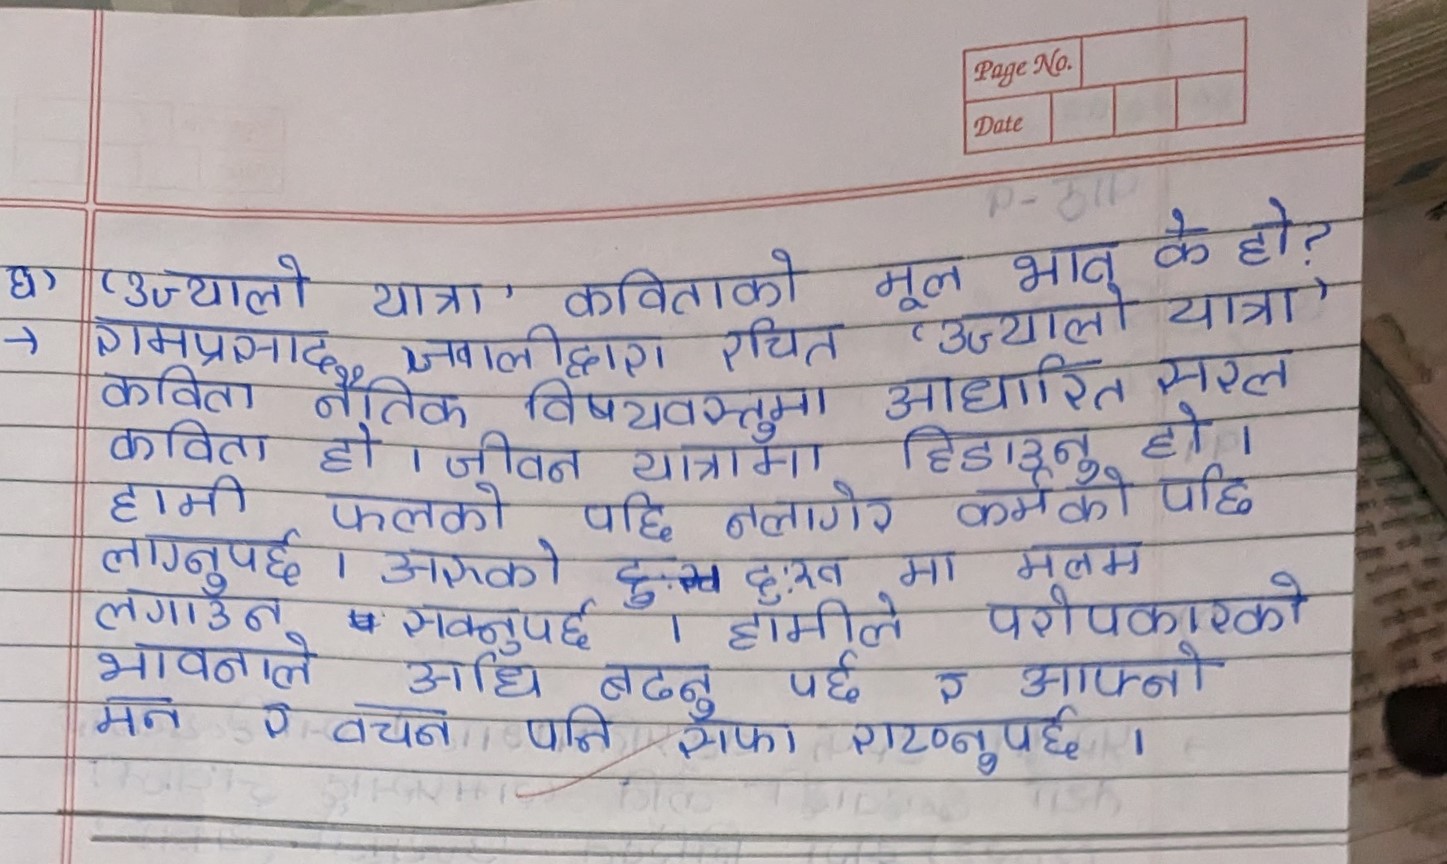 Page No.
Date
घ) 'उज्यालो यात्रा' कविताको मूल भाव के हो?
→ रामप्रसाद ज्ञवालीद्वारा रचित 'उज्यालो यात्रा'
कविता नैतिक विषयवस्तुमा आधारित सरल
कविता हो । जीवन यात्रामा हिडाउनु हो ।
हामी फलको पछि नलागेर कर्मको पछि
लाग्नुपर्छ । अरुको दुःख मा मलम
लगाउन सक्नुपर्छ । हामीले परोपकारको
भावनाले अघि बढ्नु पर्छ र आफ्नो
मन र वचन पनि सफा राख्नुपर्छ ।